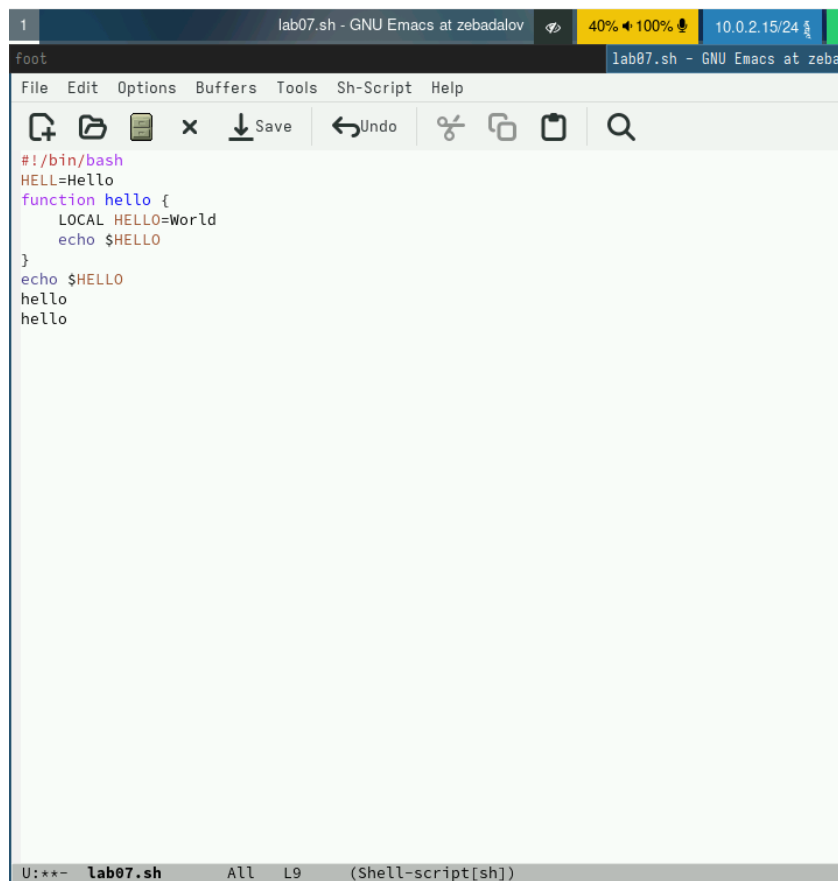 1 lab07.sh - GNU Emacs at zebadalov 40% 100% 10.0.2.15/24
foot lab07.sh - GNU Emacs at zeba
File Edit Options Buffers Tools Sh-Script Help
Save Undo
#!/bin/bash
HELL=Hello
function hello {
    LOCAL HELLO=World
    echo $HELLO
}
echo $HELLO
hello
hello
U:**- lab07.sh All L9 (Shell-script[sh])